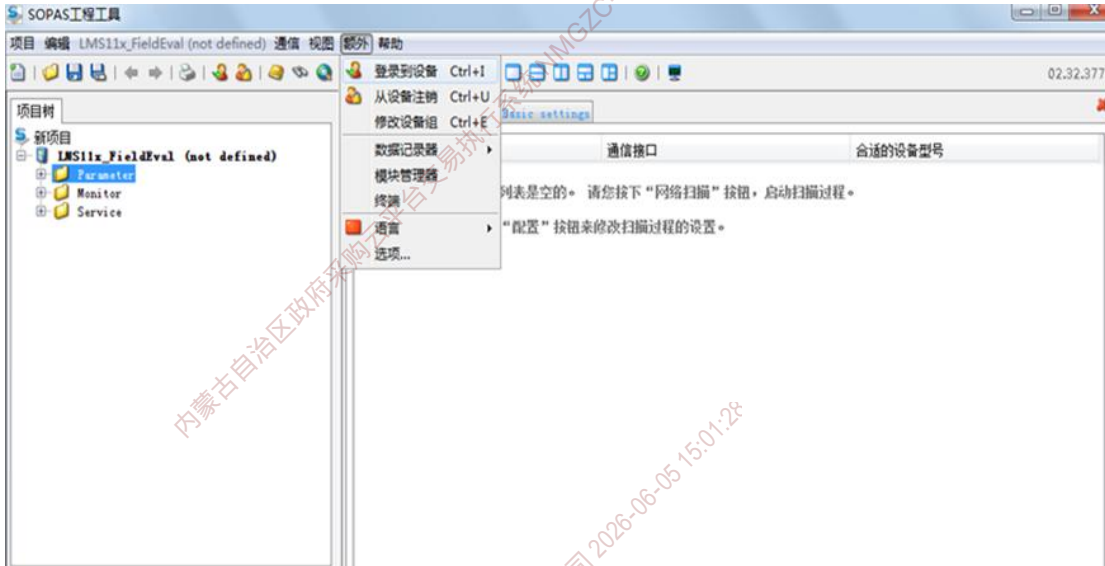 SOPAS工程工具
项目 编辑 LMS11x_FieldEval (not defined) 通信 视图 额外 帮助
02.32.377
登录到设备 Ctrl+I
从设备注销 Ctrl+U
修改设备组 Ctrl+E
数据记录器
模块管理器
终端
语言
选项...
项目树
新项目
LMS11x_FieldEval (not defined)
Parameter
Monitor
Service
Basic settings
通信接口 合适的设备型号
列表是空的。 请您按下“网络扫描”按钮，启动扫描过程。
“配置”按钮来修改扫描过程的设置。
内蒙古自治区政府采购云平台交易执行系统 NMGZC
2026-06-05 15:01:28